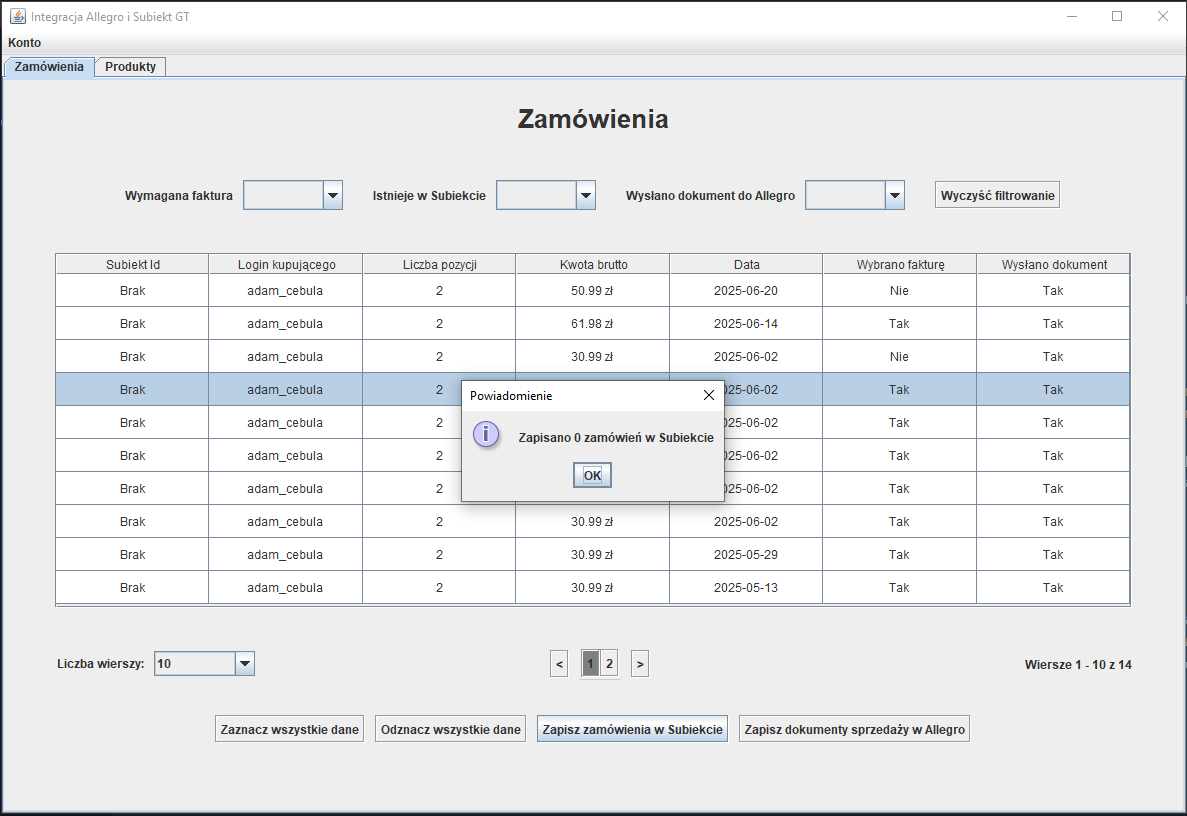 Integracja Allegro i Subiekt GT
Konto
Zamówienia Produkty
Zamówienia
Wymagana faktura Istnieje w Subiekcie Wysłano dokument do Allegro Wyczyść filtrowanie
Subiekt Id Login kupującego Liczba pozycji Kwota brutto Data Wybrano fakturę Wysłano dokument
Brak adam_cebula 2 50.99 zł 2025-06-20 Nie Tak
Brak adam_cebula 2 61.98 zł 2025-06-14 Tak Tak
Brak adam_cebula 2 30.99 zł 2025-06-02 Nie Tak
Brak adam_cebula 2 025-06-02 Tak Tak
Brak adam_cebula 2 025-06-02 Tak Tak
Brak adam_cebula 2 025-06-02 Tak Tak
Brak adam_cebula 2 025-06-02 Tak Tak
Brak adam_cebula 2 30.99 zł 2025-06-02 Tak Tak
Brak adam_cebula 2 30.99 zł 2025-05-29 Tak Tak
Brak adam_cebula 2 30.99 zł 2025-05-13 Tak Tak
Powiadomienie
Zapisano 0 zamówień w Subiekcie
OK
Liczba wierszy: 10 < 1 2 > Wiersze 1 - 10 z 14
Zaznacz wszystkie dane Odznacz wszystkie dane Zapisz zamówienia w Subiekcie Zapisz dokumenty sprzedaży w Allegro